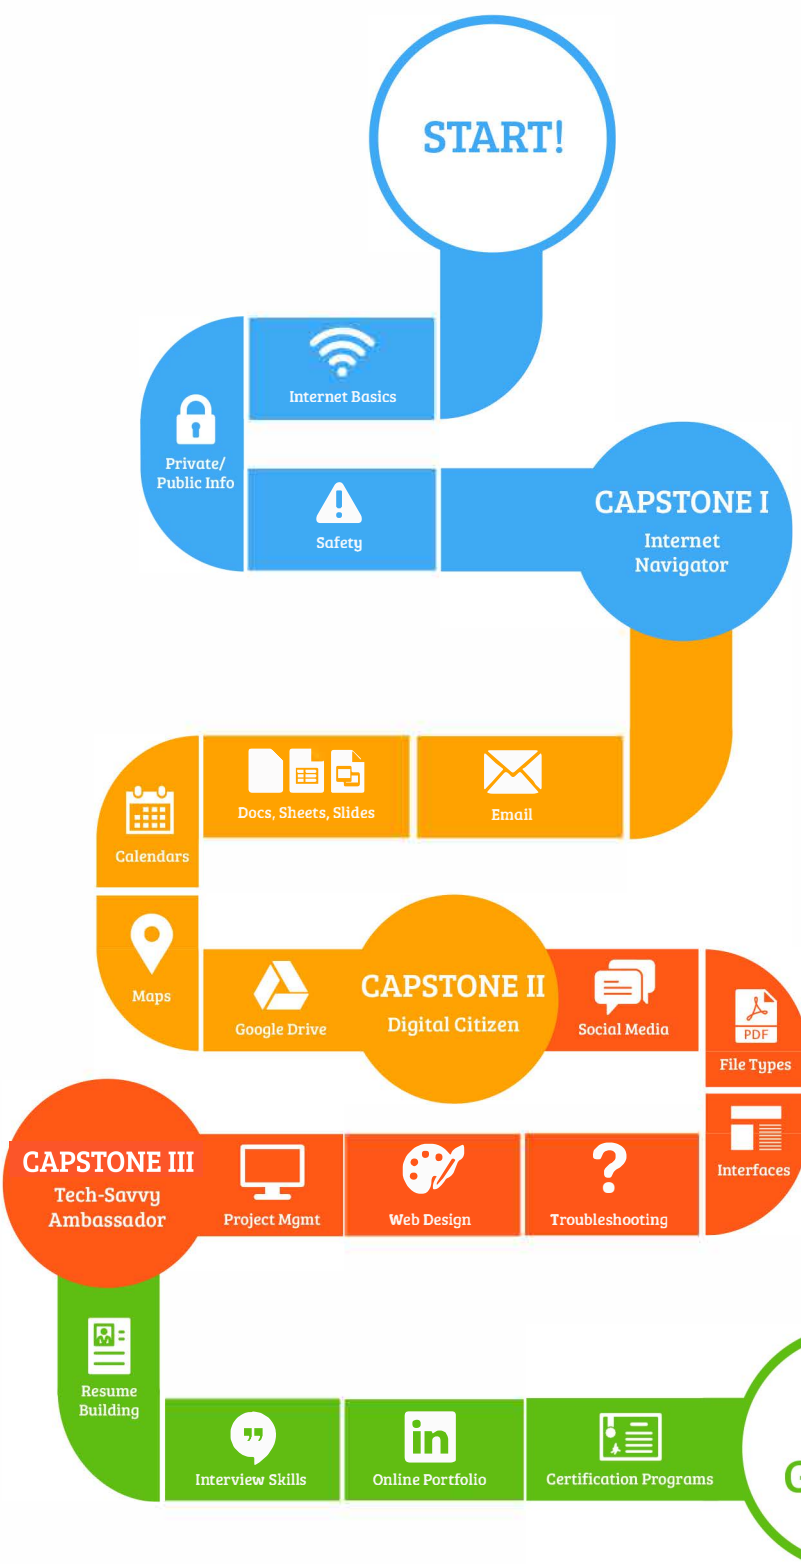 START!
Internet Basics
Private/
Public Info
Safety
CAPSTONE I
Internet
Navigator
Email
Docs, Sheets, Slides
Calendars
Maps
Google Drive
CAPSTONE II
Digital Citizen
Social Media
PDF
File Types
Interfaces
Troubleshooting
Web Design
Project Mgmt
CAPSTONE III
Tech-Savvy
Ambassador
Resume
Building
Interview Skills
in
Online Portfolio
Certification Programs